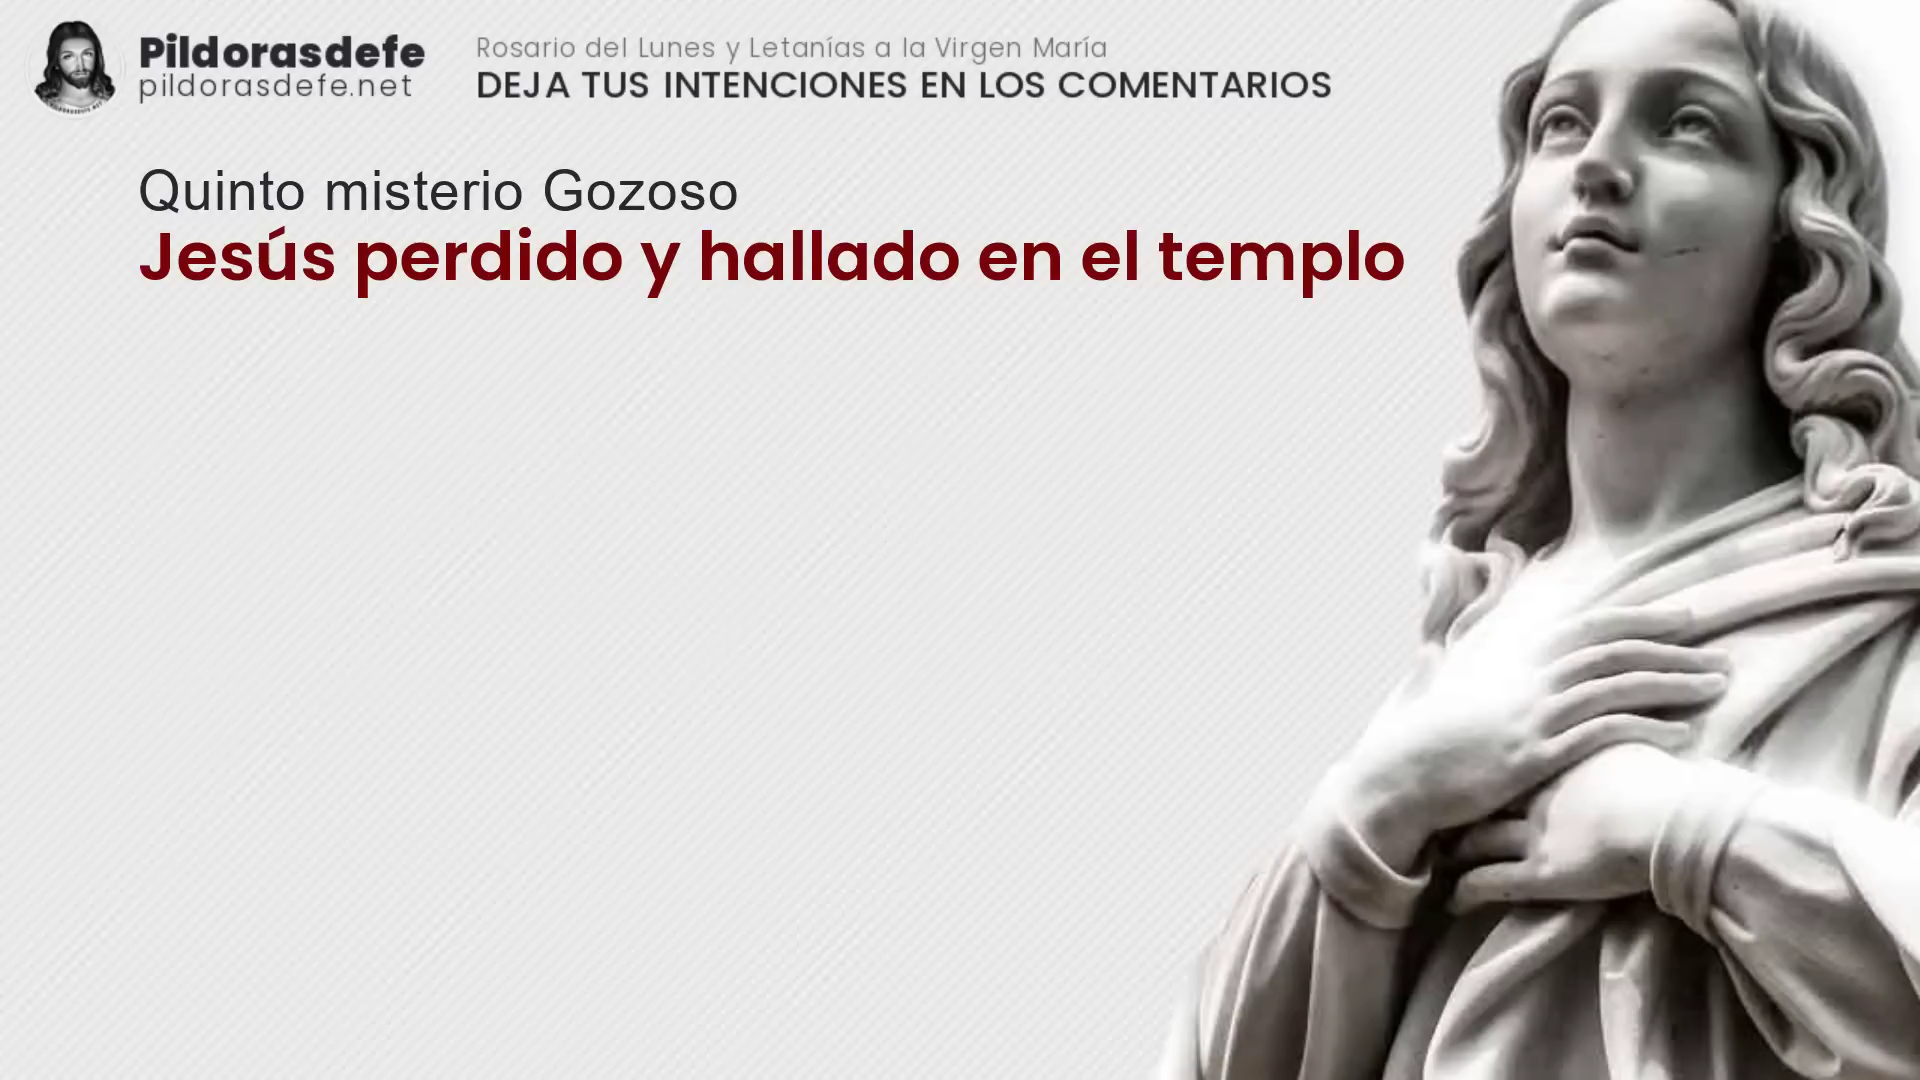 Pildorasdefe
pildorasdefe.net
Rosario del Lunes y Letanías a la Virgen María
DEJA TUS INTENCIONES EN LOS COMENTARIOS
Quinto misterio Gozoso
Jesús perdido y hallado en el templo